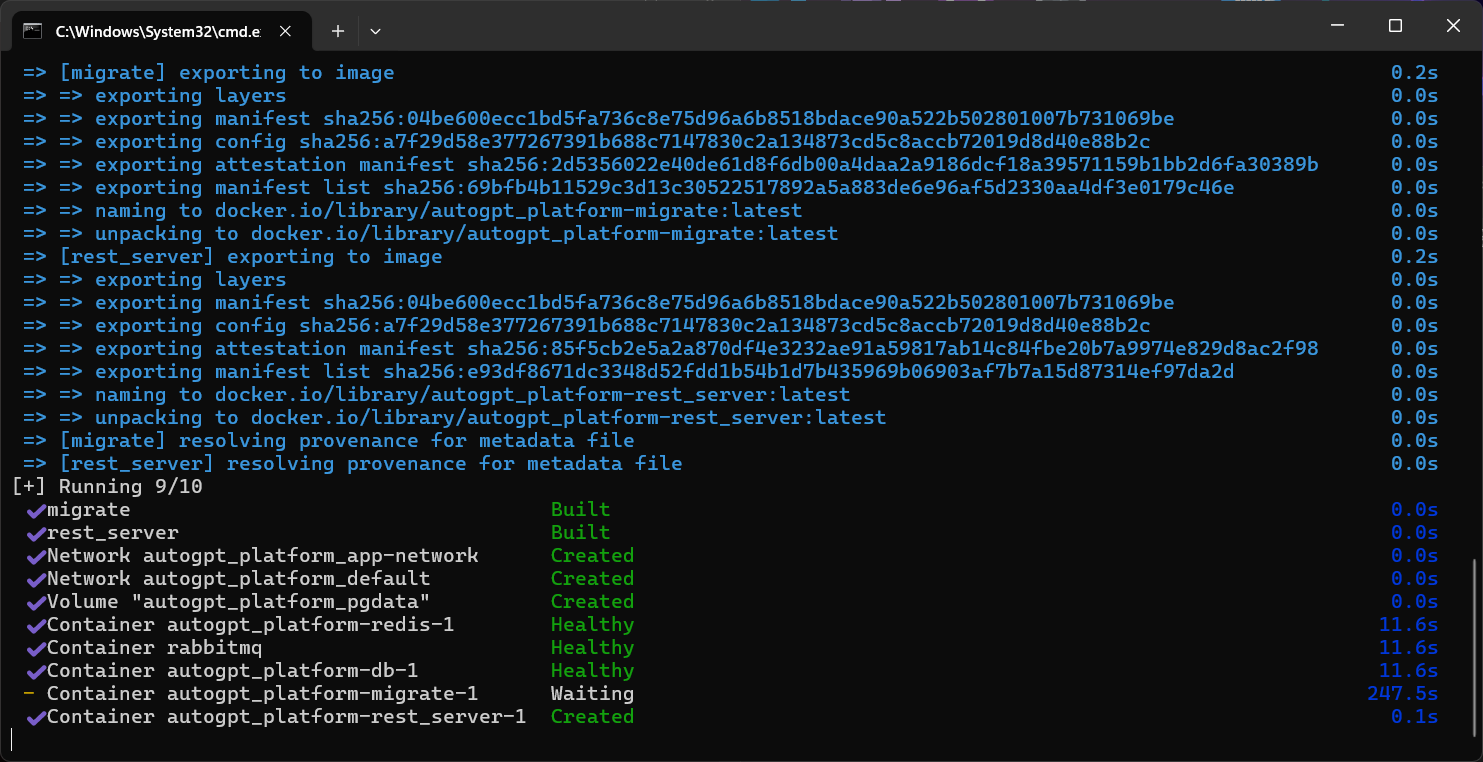 C:\Windows\System32\cmd.e
=> [migrate] exporting to image 0.2s
=> => exporting layers 0.0s
=> => exporting manifest sha256:04be600ecc1bd5fa736c8e75d96a6b8518bdace90a522b502801007b731069be 0.0s
=> => exporting config sha256:a7f29d58e377267391b688c7147830c2a134873cd5c8accb72019d8d40e88b2c 0.0s
=> => exporting attestation manifest sha256:2d5356022e40de61d8f6db00a4daa2a9186dcf18a39571159b1bb2d6fa30389b 0.0s
=> => exporting manifest list sha256:69bfb4b11529c3d13c30522517892a5a883de6e96af5d2330aa4df3e0179c46e 0.0s
=> => naming to docker.io/library/autogpt_platform-migrate:latest 0.0s
=> => unpacking to docker.io/library/autogpt_platform-migrate:latest 0.0s
=> [rest_server] exporting to image 0.2s
=> => exporting layers 0.0s
=> => exporting manifest sha256:04be600ecc1bd5fa736c8e75d96a6b8518bdace90a522b502801007b731069be 0.0s
=> => exporting config sha256:a7f29d58e377267391b688c7147830c2a134873cd5c8accb72019d8d40e88b2c 0.0s
=> => exporting attestation manifest sha256:85f5cb2e5a2a870df4e3232ae91a59817ab14c84fbe20b7a9974e829d8ac2f98 0.0s
=> => exporting manifest list sha256:e93df8671dc3348d52fdd1b54b1d7b435969b06903af7b7a15d87314ef97da2d 0.0s
=> => naming to docker.io/library/autogpt_platform-rest_server:latest 0.0s
=> => unpacking to docker.io/library/autogpt_platform-rest_server:latest 0.0s
=> [migrate] resolving provenance for metadata file 0.0s
=> [rest_server] resolving provenance for metadata file 0.0s
[+] Running 9/10
✔migrate Built 0.0s
✔rest_server Built 0.0s
✔Network autogpt_platform_app-network Created 0.0s
✔Network autogpt_platform_default Created 0.0s
✔Volume "autogpt_platform_pgdata" Created 0.0s
✔Container autogpt_platform-redis-1 Healthy 11.6s
✔Container rabbitmq Healthy 11.6s
✔Container autogpt_platform-db-1 Healthy 11.6s
- Container autogpt_platform-migrate-1 Waiting 247.5s
✔Container autogpt_platform-rest_server-1 Created 0.1s